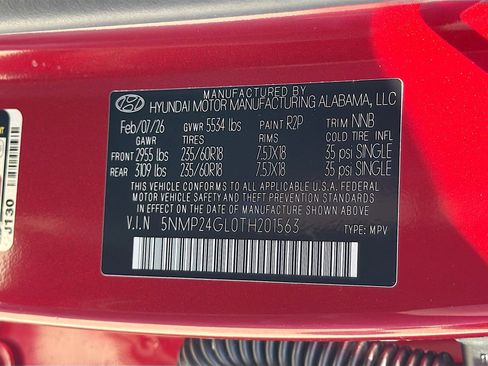 MANUFACTURED BY
HYUNDAI MOTOR MANUFACTURING ALABAMA, LLC
Feb/07/26 GVWR 5534 lbs PAINT R2P TRIM NNB
GAWR TIRES RIMS COLD TIRE INFL
FRONT 2955 lbs 235/60R18 7.5JX18 35 psi SINGLE
REAR 3109 lbs 235/60R18 7.5JX18 35 psi SINGLE
THIS VEHICLE CONFORMS TO ALL APPLICABLE U.S.A. FEDERAL
MOTOR VEHICLE SAFETY AND THEFT PREVENTION STANDARDS
IN EFFECT ON THE DATE OF MANUFACTURE SHOWN ABOVE.
V.I.N 5NMP24GL0TH201563 TYPE: MPV
J130